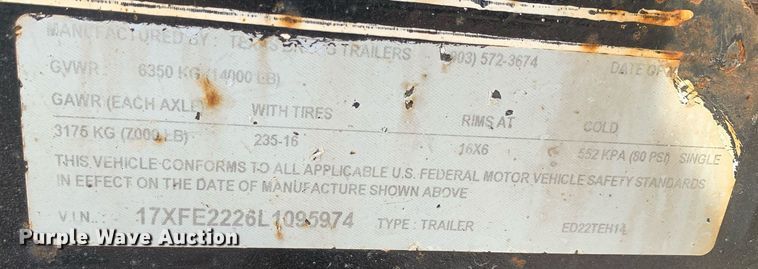 MANUFACTURED BY : TRAILERS (903) 572-3674 DATE OF
GVWR 6350 KG (14000 LB)
GAWR (EACH AXLE) WITH TIRES RIMS AT COLD
3175 KG (7000 LB) 235-16 16X6 552 KPA (80 PSI) SINGLE
THIS VEHICLE CONFORMS TO ALL APPLICABLE U.S. FEDERAL MOTOR VEHICLE SAFETY STANDARDS
IN EFFECT ON THE DATE OF MANUFACTURE SHOWN ABOVE
V.I.N.: 17XFE2226L1095974 TYPE : TRAILER ED22TEH14
Purple Wave Auction